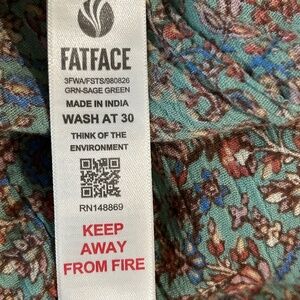 FATFACE
3FWA/FSTS/980826
GRN-SAGE GREEN
MADE IN INDIA
WASH AT 30
THINK OF THE
ENVIRONMENT
RN148869
KEEP
AWAY
FROM FIRE